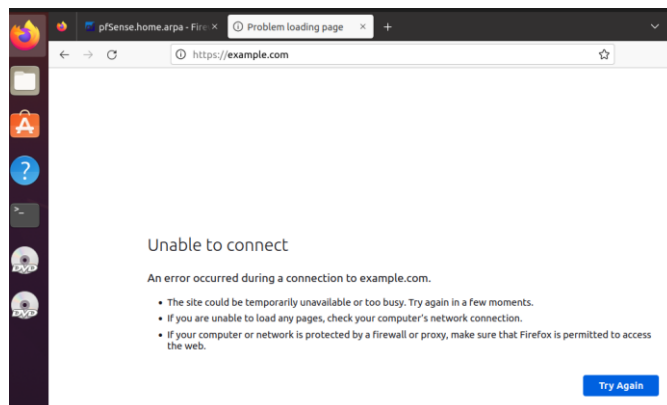 pfSense.home.arpa - Fire
Problem loading page
https://example.com
Unable to connect
An error occurred during a connection to example.com.
• The site could be temporarily unavailable or too busy. Try again in a few moments.
• If you are unable to load any pages, check your computer's network connection.
• If your computer or network is protected by a firewall or proxy, make sure that Firefox is permitted to access
the web.
Try Again
DVD
DVD